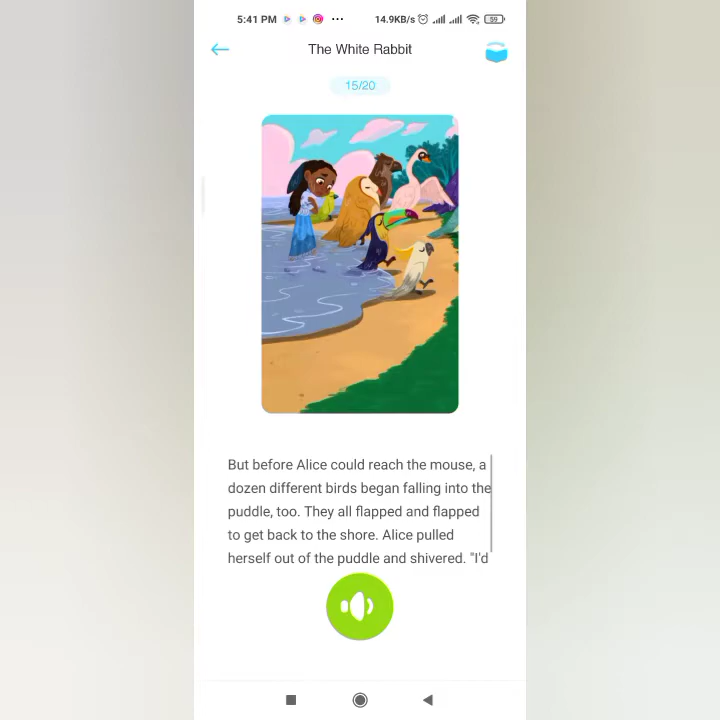 5:41 PM ... 14.9KB/s 59
The White Rabbit
15/20
But before Alice could reach the mouse, a
dozen different birds began falling into the
puddle, too. They all flapped and flapped
to get back to the shore. Alice pulled
herself out of the puddle and shivered. "I'd